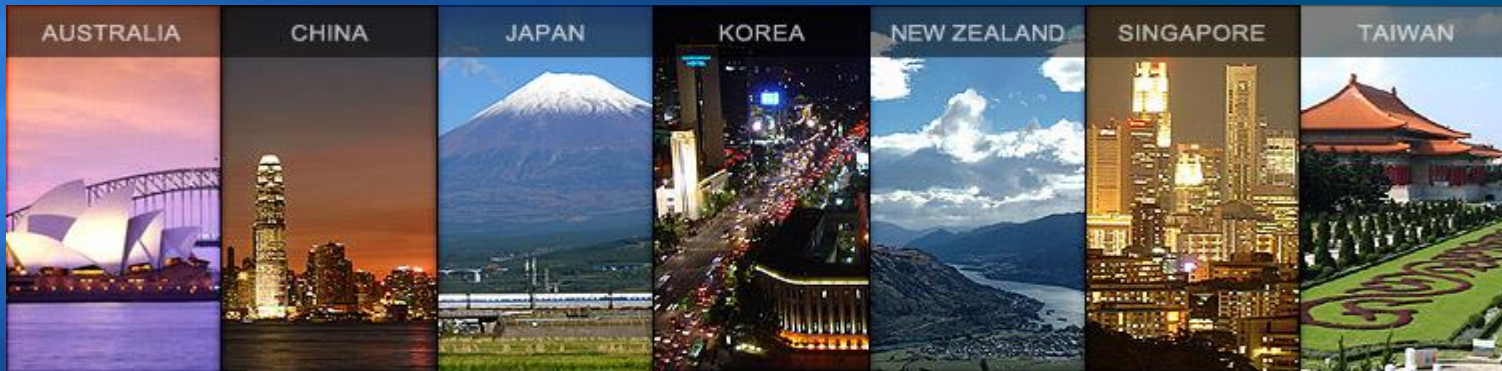 AUSTRALIA
CHINA
JAPAN
KOREA
NEW ZEALAND
SINGAPORE
TAIWAN